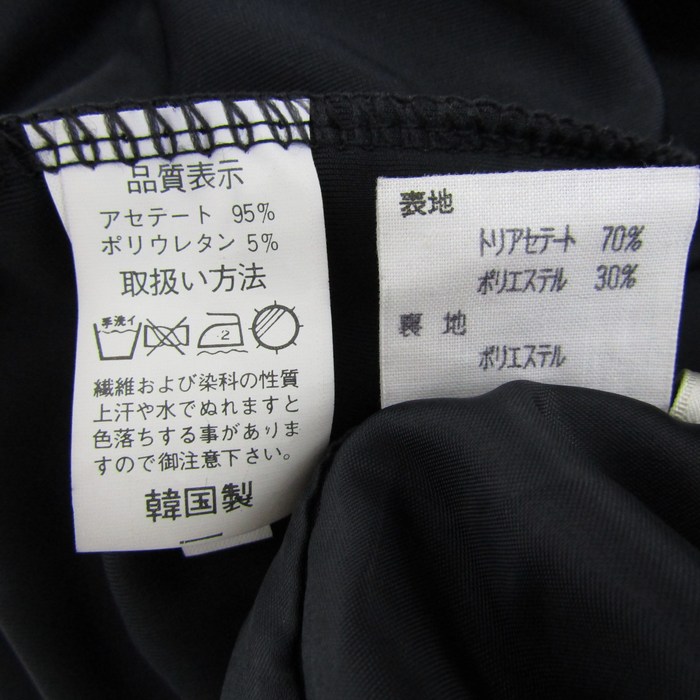 品質表示
アセテート 95%
ポリウレタン 5%
取扱い方法
手洗イ
2
繊維および染料の性質
上汗や水でぬれますと
色落ちする事がありま
すので御注意下さい。
韓国製
表地
トリアセテート 70%
ポリエステル 30%
裏地
ポリエステル